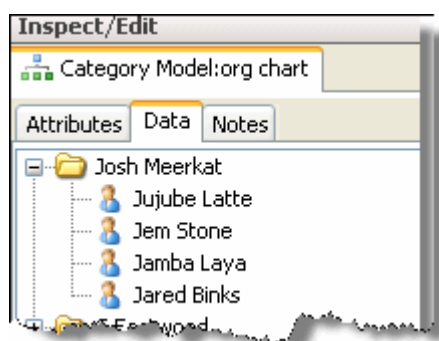 Inspect/Edit
Category Model:org chart
Attributes Data Notes
Josh Meerkat
Jujube Latte
Jem Stone
Jamba Laya
Jared Binks